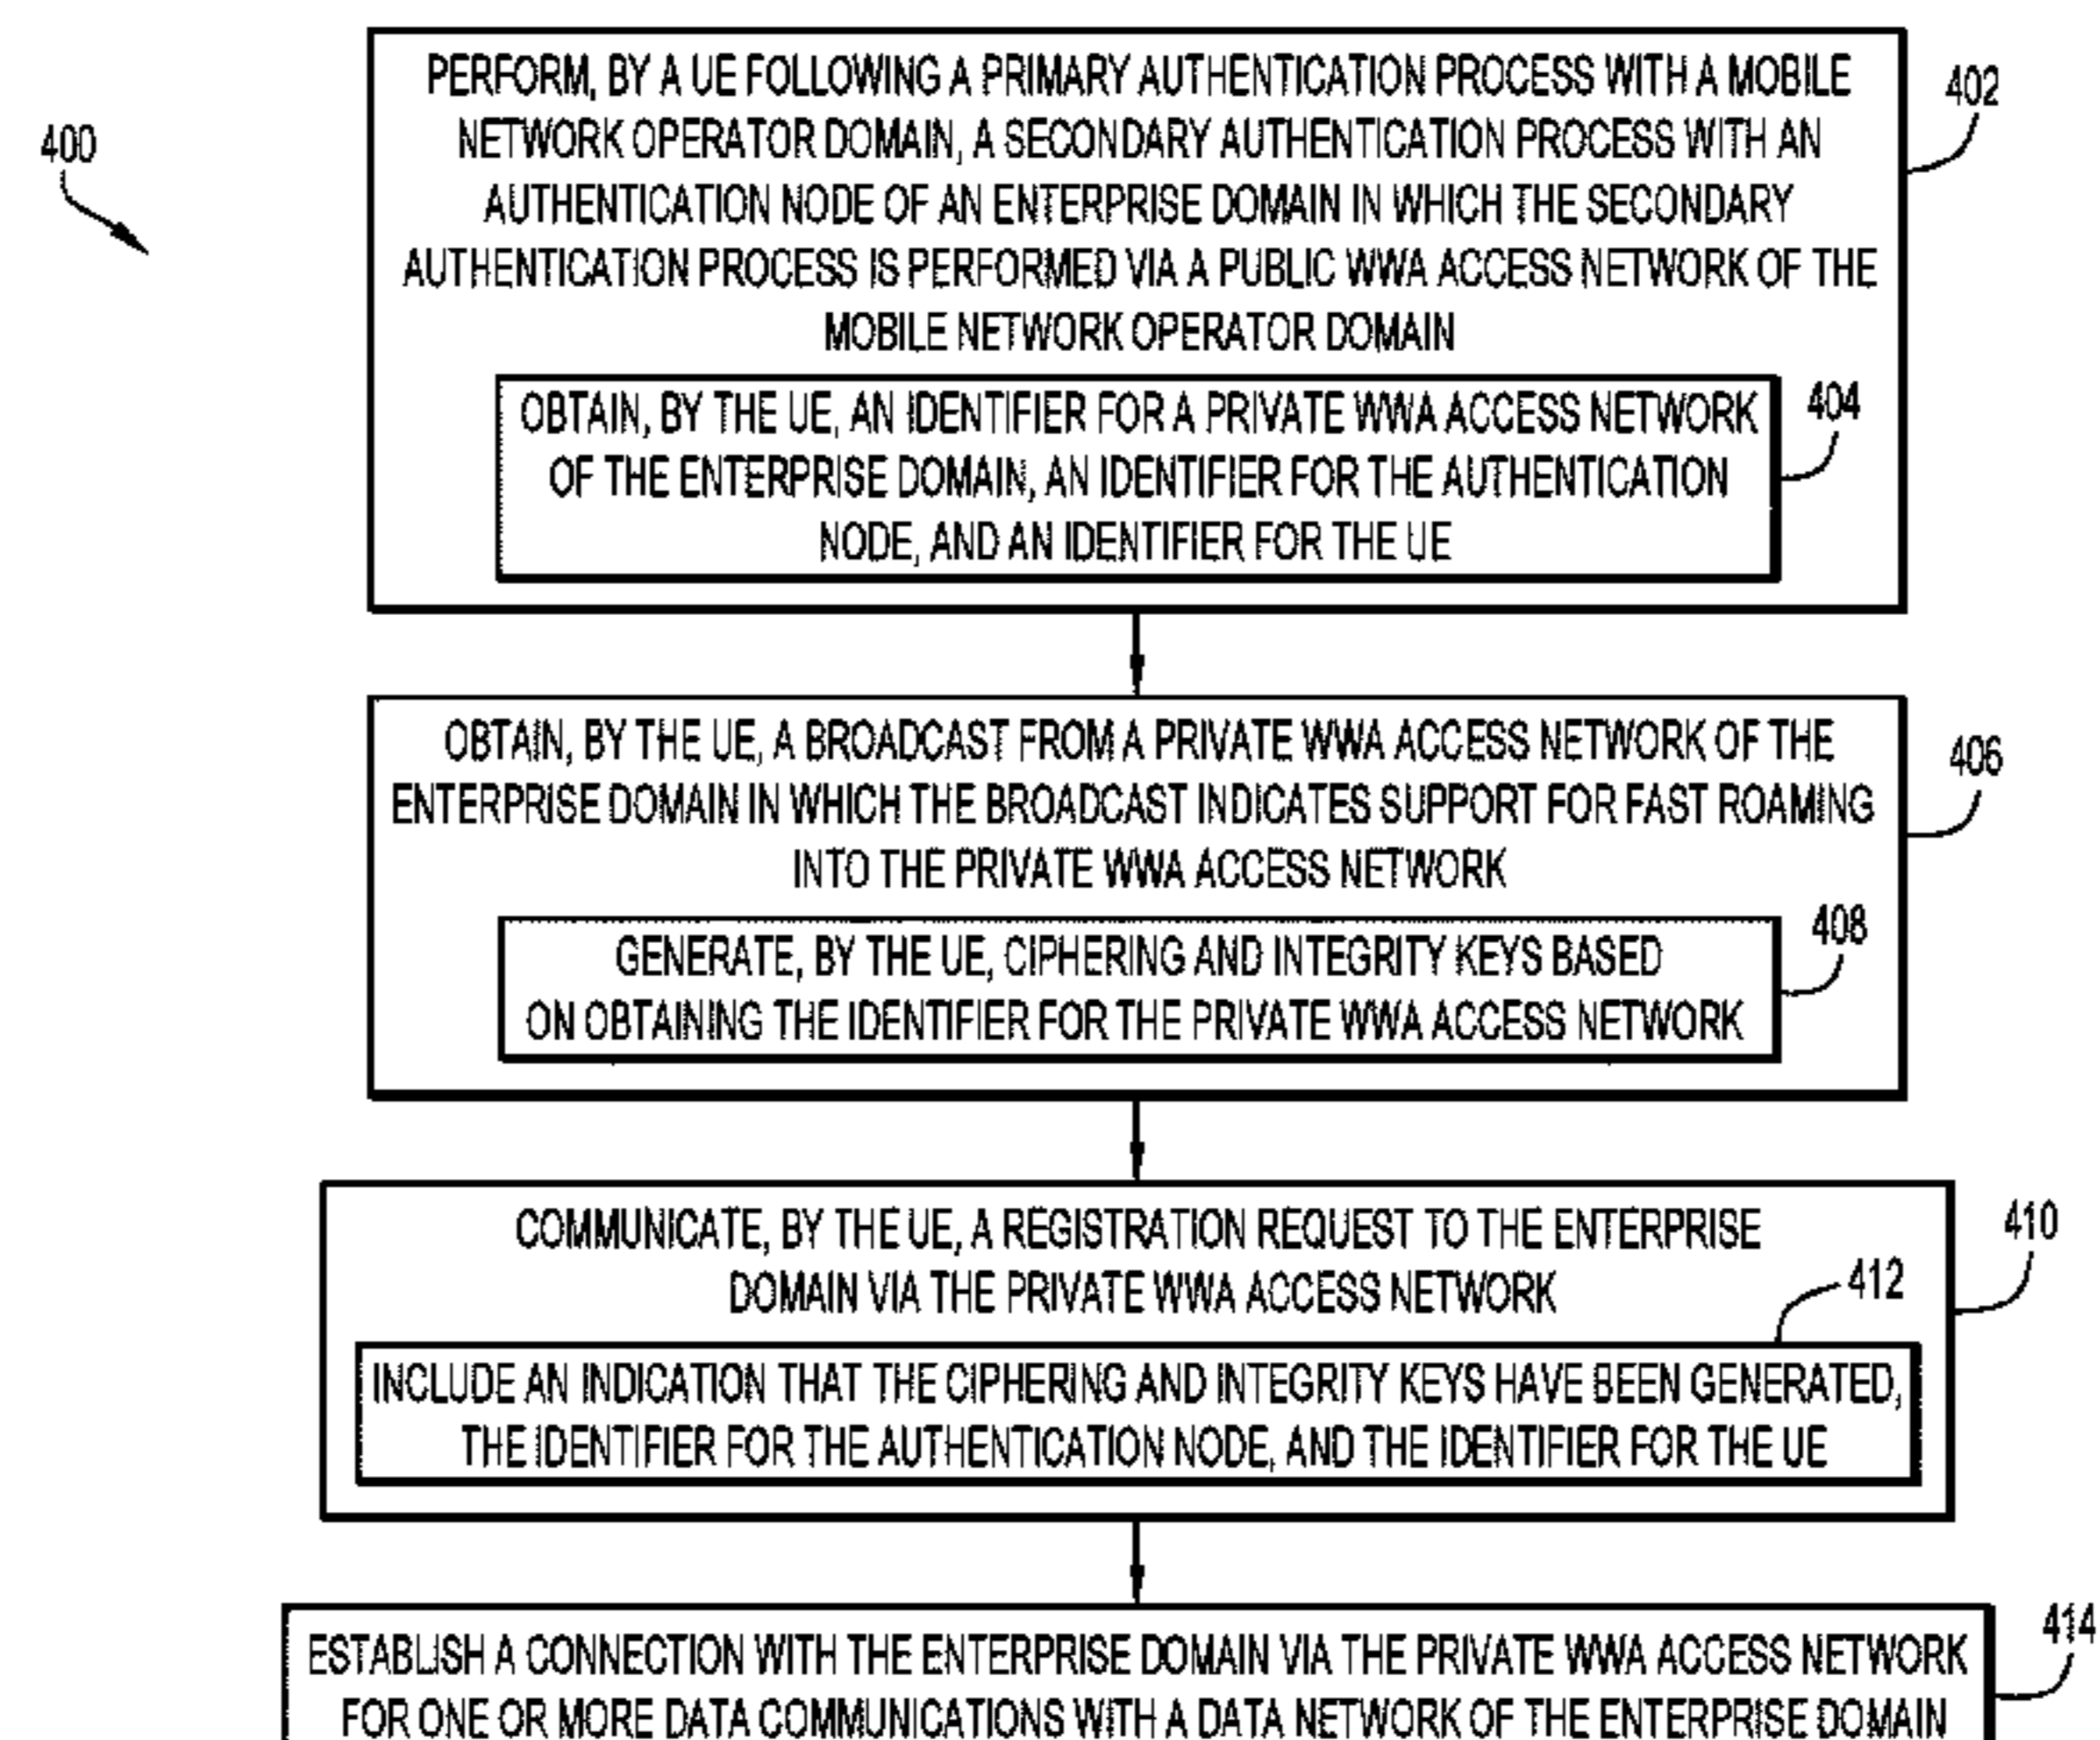 400
PERFORM, BY A UE FOLLOWING A PRIMARY AUTHENTICATION PROCESS WITH A MOBILE
NETWORK OPERATOR DOMAIN, A SECONDARY AUTHENTICATION PROCESS WITH AN
AUTHENTICATION NODE OF AN ENTERPRISE DOMAIN IN WHICH THE SECONDARY
AUTHENTICATION PROCESS IS PERFORMED VIA A PUBLIC WWA ACCESS NETWORK OF THE
MOBILE NETWORK OPERATOR DOMAIN
402
OBTAIN, BY THE UE, AN IDENTIFIER FOR A PRIVATE WWA ACCESS NETWORK
OF THE ENTERPRISE DOMAIN, AN IDENTIFIER FOR THE AUTHENTICATION
NODE, AND AN IDENTIFIER FOR THE UE
404
OBTAIN, BY THE UE, A BROADCAST FROM A PRIVATE WWA ACCESS NETWORK OF THE
ENTERPRISE DOMAIN IN WHICH THE BROADCAST INDICATES SUPPORT FOR FAST ROAMING
INTO THE PRIVATE WWA ACCESS NETWORK
406
GENERATE, BY THE UE, CIPHERING AND INTEGRITY KEYS BASED
ON OBTAINING THE IDENTIFIER FOR THE PRIVATE WWA ACCESS NETWORK
408
COMMUNICATE, BY THE UE, A REGISTRATION REQUEST TO THE ENTERPRISE
DOMAIN VIA THE PRIVATE WWA ACCESS NETWORK
410
412
INCLUDE AN INDICATION THAT THE CIPHERING AND INTEGRITY KEYS HAVE BEEN GENERATED,
THE IDENTIFIER FOR THE AUTHENTICATION NODE, AND THE IDENTIFIER FOR THE UE
ESTABLISH A CONNECTION WITH THE ENTERPRISE DOMAIN VIA THE PRIVATE WWA ACCESS NETWORK
FOR ONE OR MORE DATA COMMUNICATIONS WITH A DATA NETWORK OF THE ENTERPRISE DOMAIN
414